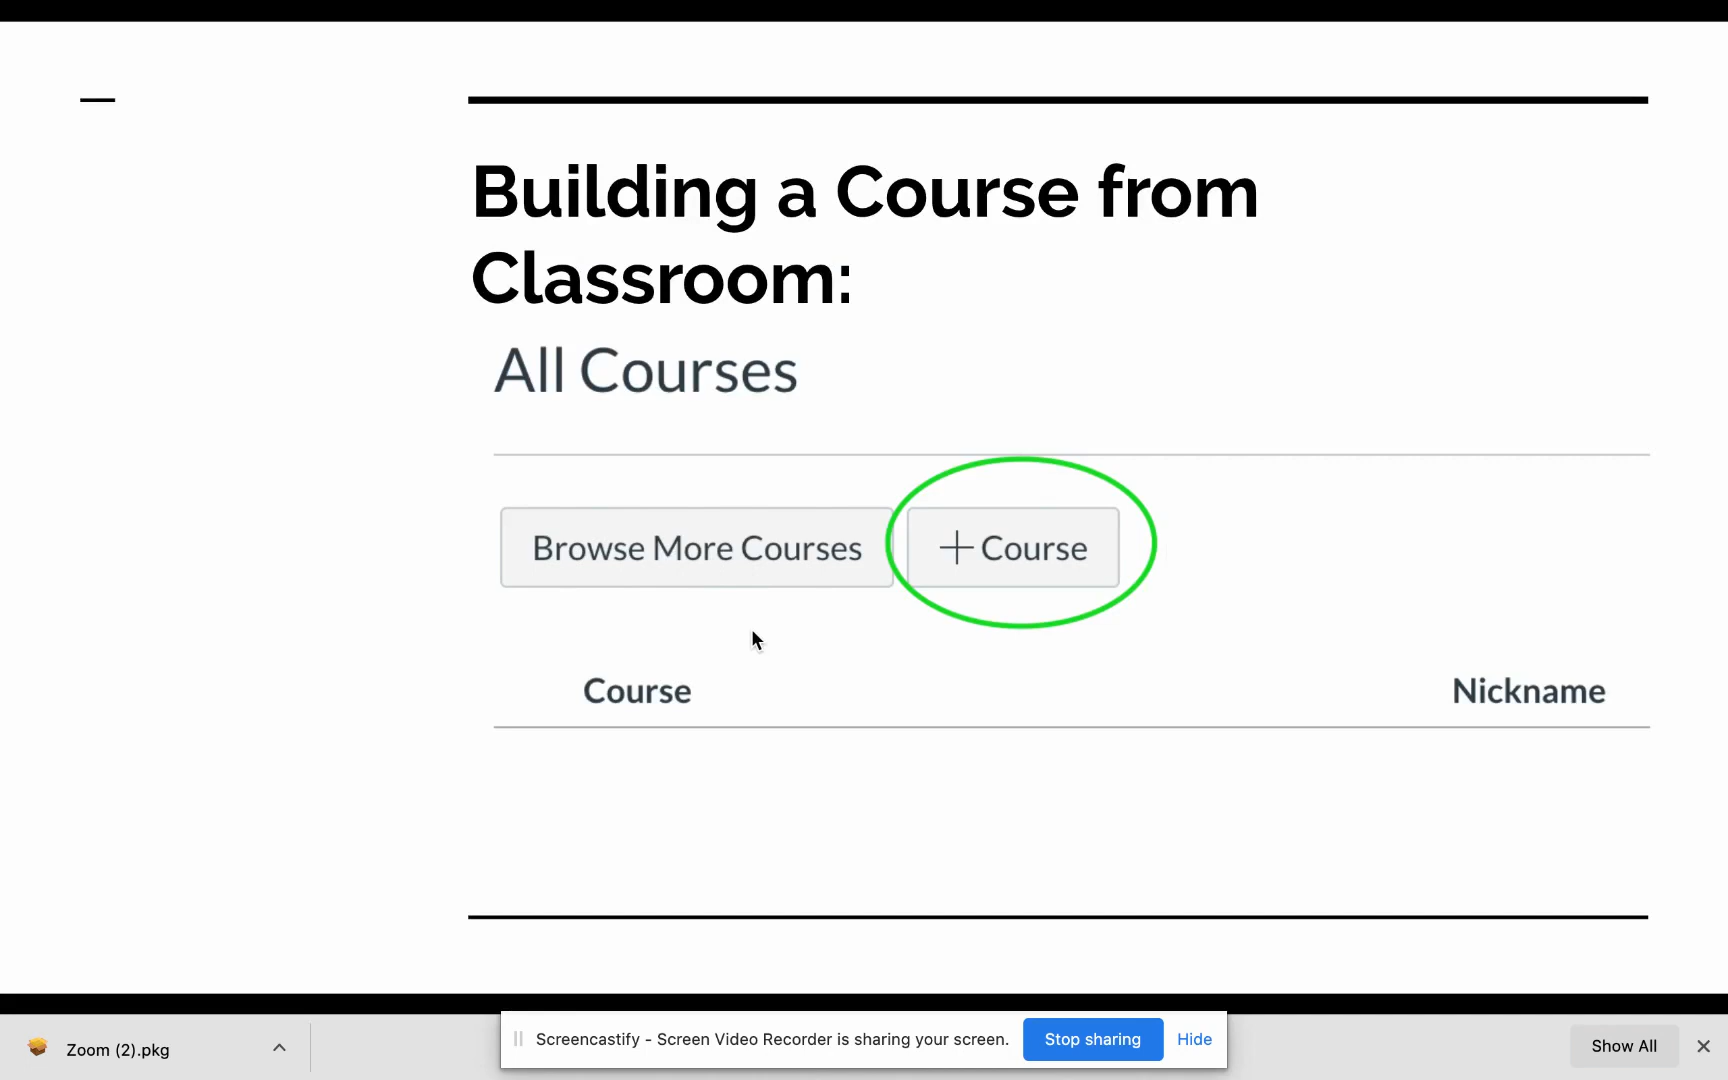 Building a Course from
Classroom:
All Courses
Browse More Courses
+ Course
Course Nickname
Zoom (2).pkg
Screencastify - Screen Video Recorder is sharing your screen.
Stop sharing
Hide
Show All